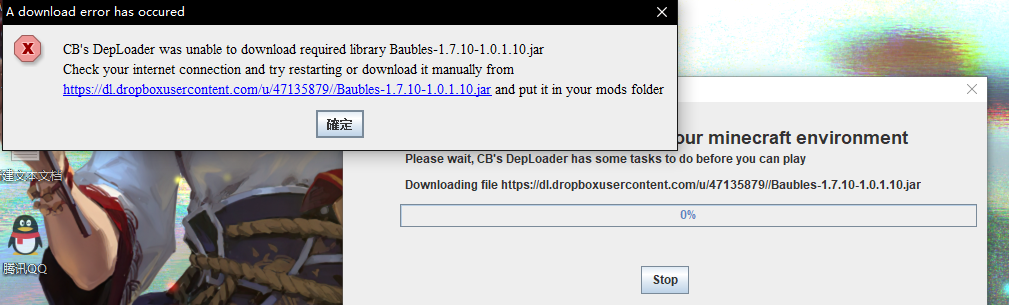 A download error has occured
CB's DepLoader was unable to download required library Baubles-1.7.10-1.0.1.10.jar
Check your internet connection and try restarting or download it manually from
https://dl.dropboxusercontent.com/u/47135879//Baubles-1.7.10-1.0.1.10.jar and put it in your mods folder
確定
our minecraft environment
Please wait, CB's DepLoader has some tasks to do before you can play
Downloading file https://dl.dropboxusercontent.com/u/47135879//Baubles-1.7.10-1.0.1.10.jar
0%
Stop
建文本文档
腾讯QQ